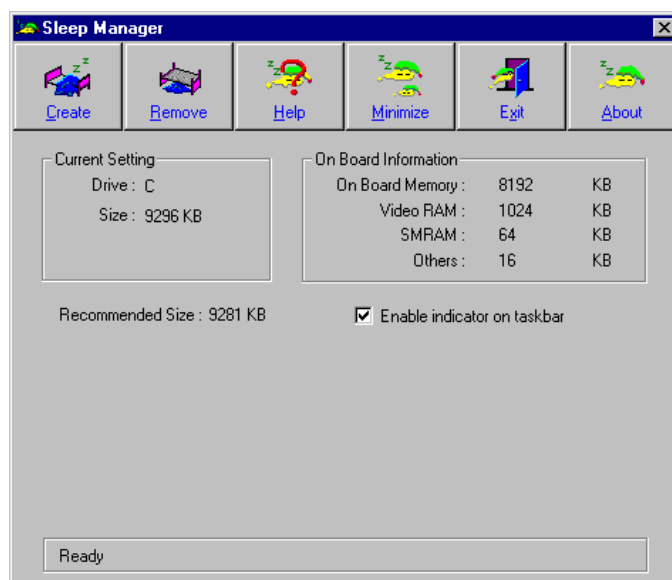 Sleep Manager
Create Remove Help Minimize Exit About
Current Setting
Drive : C
Size : 9296 KB
On Board Information
On Board Memory : 8192 KB
Video RAM : 1024 KB
SMRAM : 64 KB
Others : 16 KB
Recommended Size : 9281 KB
Enable indicator on taskbar
Ready